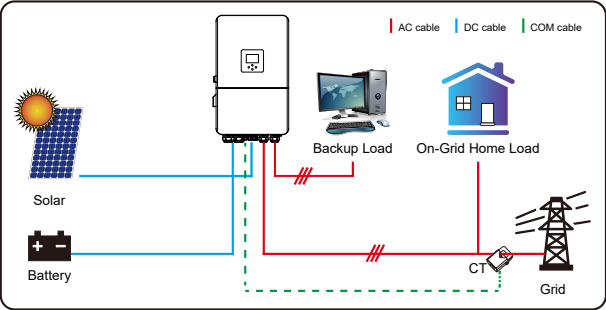 AC cable
DC cable
COM cable
Backup Load
On-Grid Home Load
Solar
Battery
CT
Grid